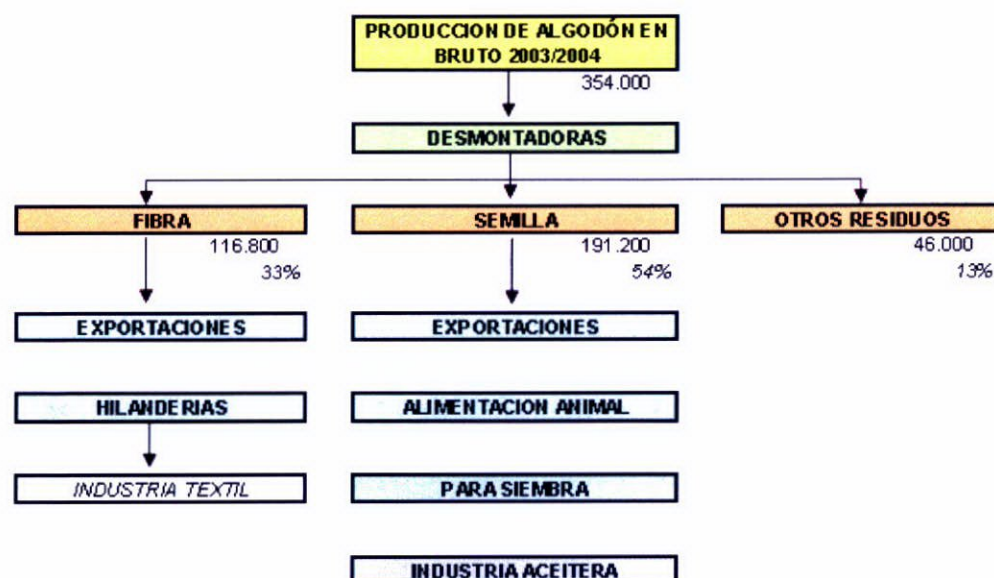 PRODUCCION DE ALGODÓN EN
BRUTO 2003/2004
354.000
DESMONTADORAS
FIBRA
SEMILLA
OTROS RESIDUOS
116.800
191.200
46.000
33%
54%
13%
EXPORTACIONES
EXPORTACIONES
HILANDERIAS
ALIMENTACION ANIMAL
INDUSTRIA TEXTIL
PARA SIEMBRA
INDUSTRIA ACEITERA